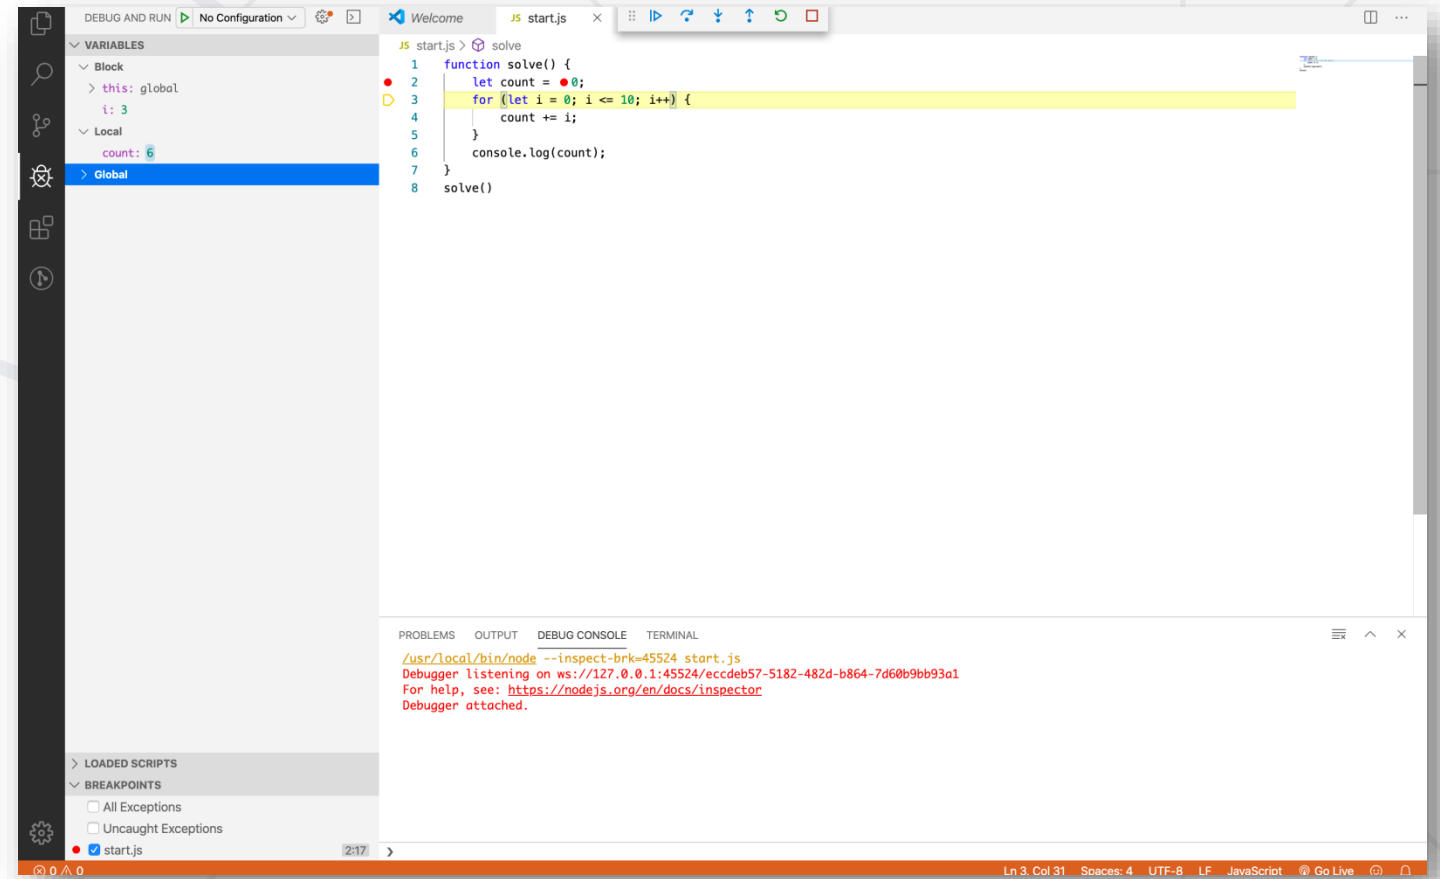 DEBUG AND RUN No Configuration
VARIABLES
Block
this: global
i: 3
Local
count: 6
Global
Welcome
JS start.js
JS start.js > solve
1 function solve() {
2 let count = 0;
3 for (let i = 0; i <= 10; i++) {
4 count += i;
5 }
6 console.log(count);
7 }
8 solve()
PROBLEMS OUTPUT DEBUG CONSOLE TERMINAL
/usr/local/bin/node --inspect-brk=45524 start.js
Debugger listening on ws://127.0.0.1:45524/eccdeb57-5182-482d-b864-7d60b9bb93a1
For help, see: https://nodejs.org/en/docs/inspector
Debugger attached.
LOADED SCRIPTS
BREAKPOINTS
All Exceptions
Uncaught Exceptions
start.js 2:17
0 0
Ln 3, Col 31 Spaces: 4 UTF-8 LF JavaScript Go Live